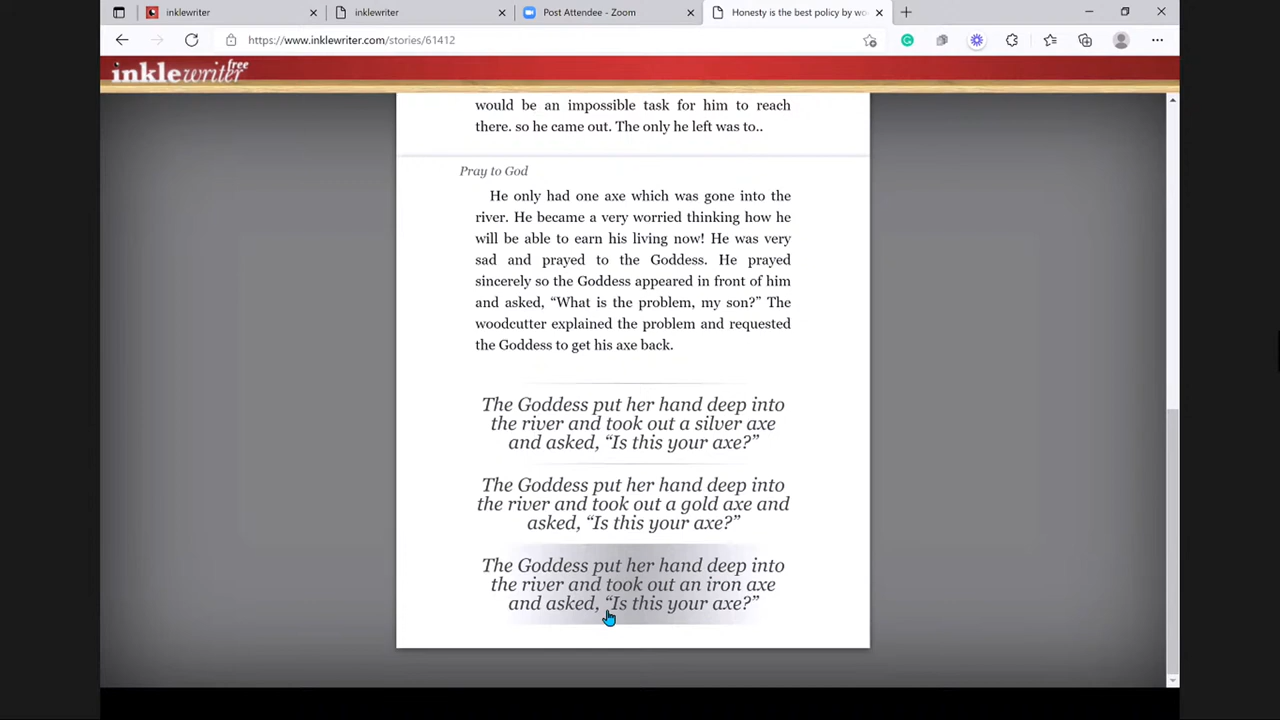 inklewriter
inklewriter
Post Attendee - Zoom
Honesty is the best policy by wo
https://www.inklewriter.com/stories/61412
inklewriter free
would be an impossible task for him to reach
there. so he came out. The only he left was to..
Pray to God
He only had one axe which was gone into the
river. He became a very worried thinking how he
will be able to earn his living now! He was very
sad and prayed to the Goddess. He prayed
sincerely so the Goddess appeared in front of him
and asked, “What is the problem, my son?” The
woodcutter explained the problem and requested
the Goddess to get his axe back.
The Goddess put her hand deep into
the river and took out a silver axe
and asked, “Is this your axe?”
The Goddess put her hand deep into
the river and took out a gold axe and
asked, “Is this your axe?”
The Goddess put her hand deep into
the river and took out an iron axe
and asked, “Is this your axe?”